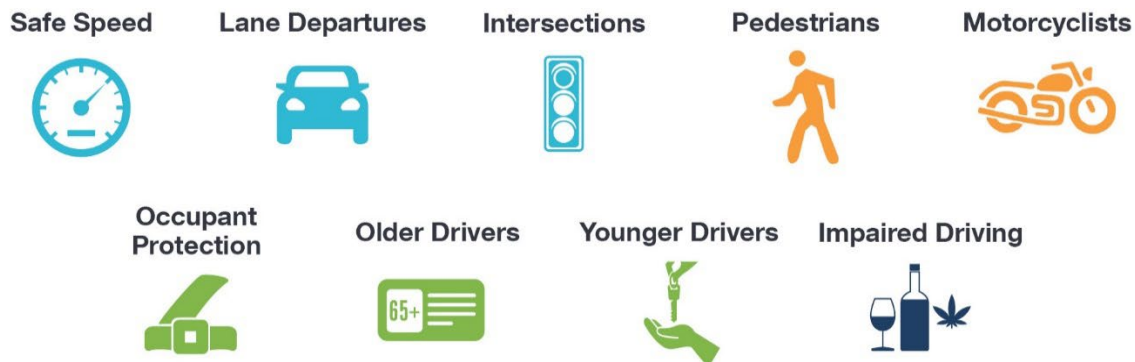 Safe Speed
Lane Departures
Intersections
Pedestrians
Motorcyclists
Occupant
Protection
Older Drivers
65+
Younger Drivers
Impaired Driving